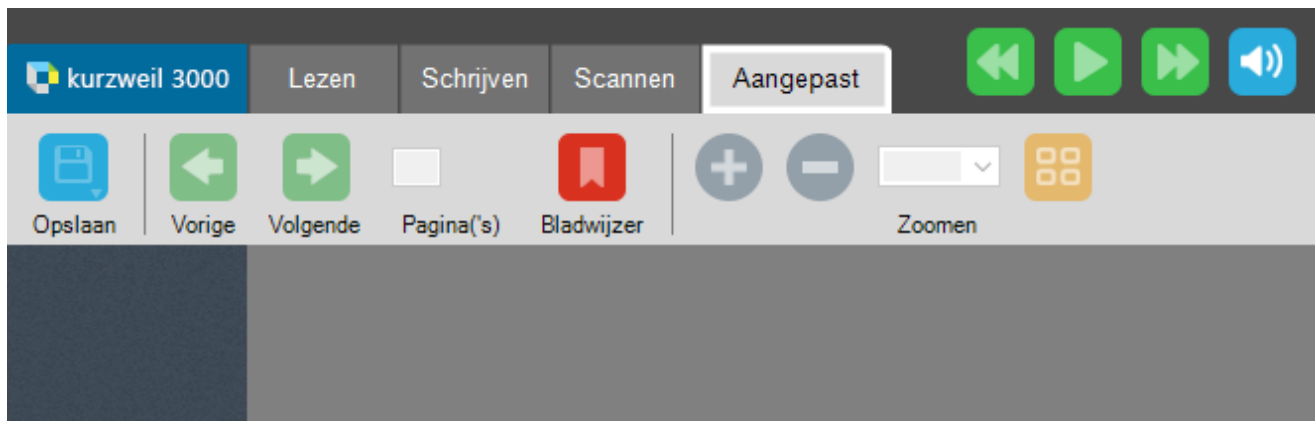 kurzweil 3000 Lezen Schrijven Scannen Aangepast
Opslaan Vorige Volgende Pagina('s) Bladwijzer Zoomen